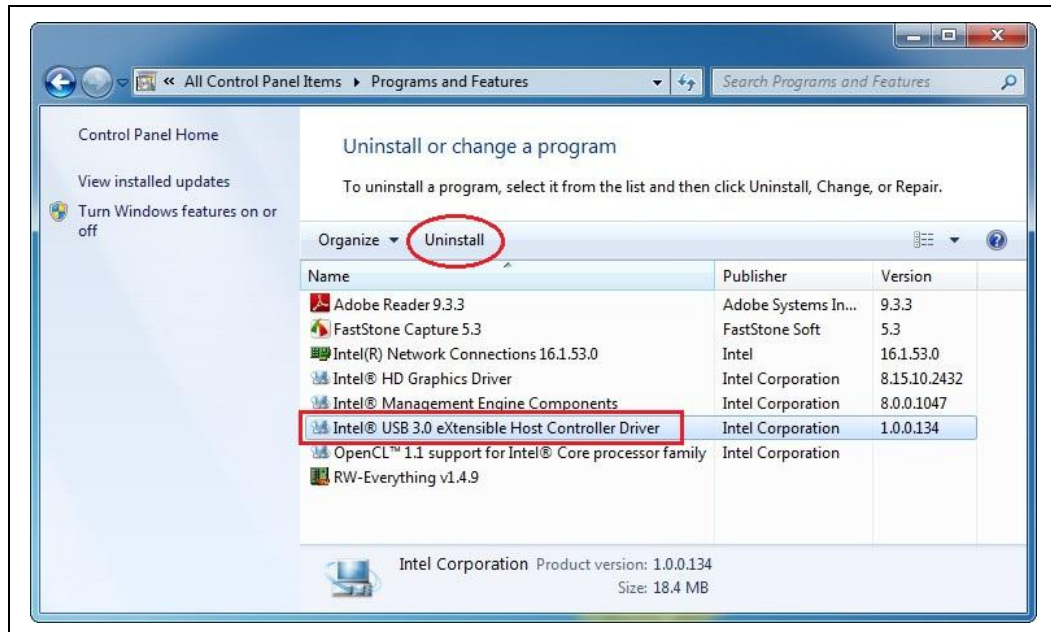 « All Control Panel Items ▸ Programs and Features
Search Programs and Features
Control Panel Home
View installed updates
Turn Windows features on or
off
Uninstall or change a program
To uninstall a program, select it from the list and then click Uninstall, Change, or Repair.
Organize Uninstall
Name Publisher Version
Adobe Reader 9.3.3 Adobe Systems In... 9.3.3
FastStone Capture 5.3 FastStone Soft 5.3
Intel(R) Network Connections 16.1.53.0 Intel 16.1.53.0
Intel® HD Graphics Driver Intel Corporation 8.15.10.2432
Intel® Management Engine Components Intel Corporation 8.0.0.1047
Intel® USB 3.0 eXtensible Host Controller Driver Intel Corporation 1.0.0.134
OpenCL™ 1.1 support for Intel® Core processor family Intel Corporation
RW-Everything v1.4.9
Intel Corporation Product version: 1.0.0.134
Size: 18.4 MB